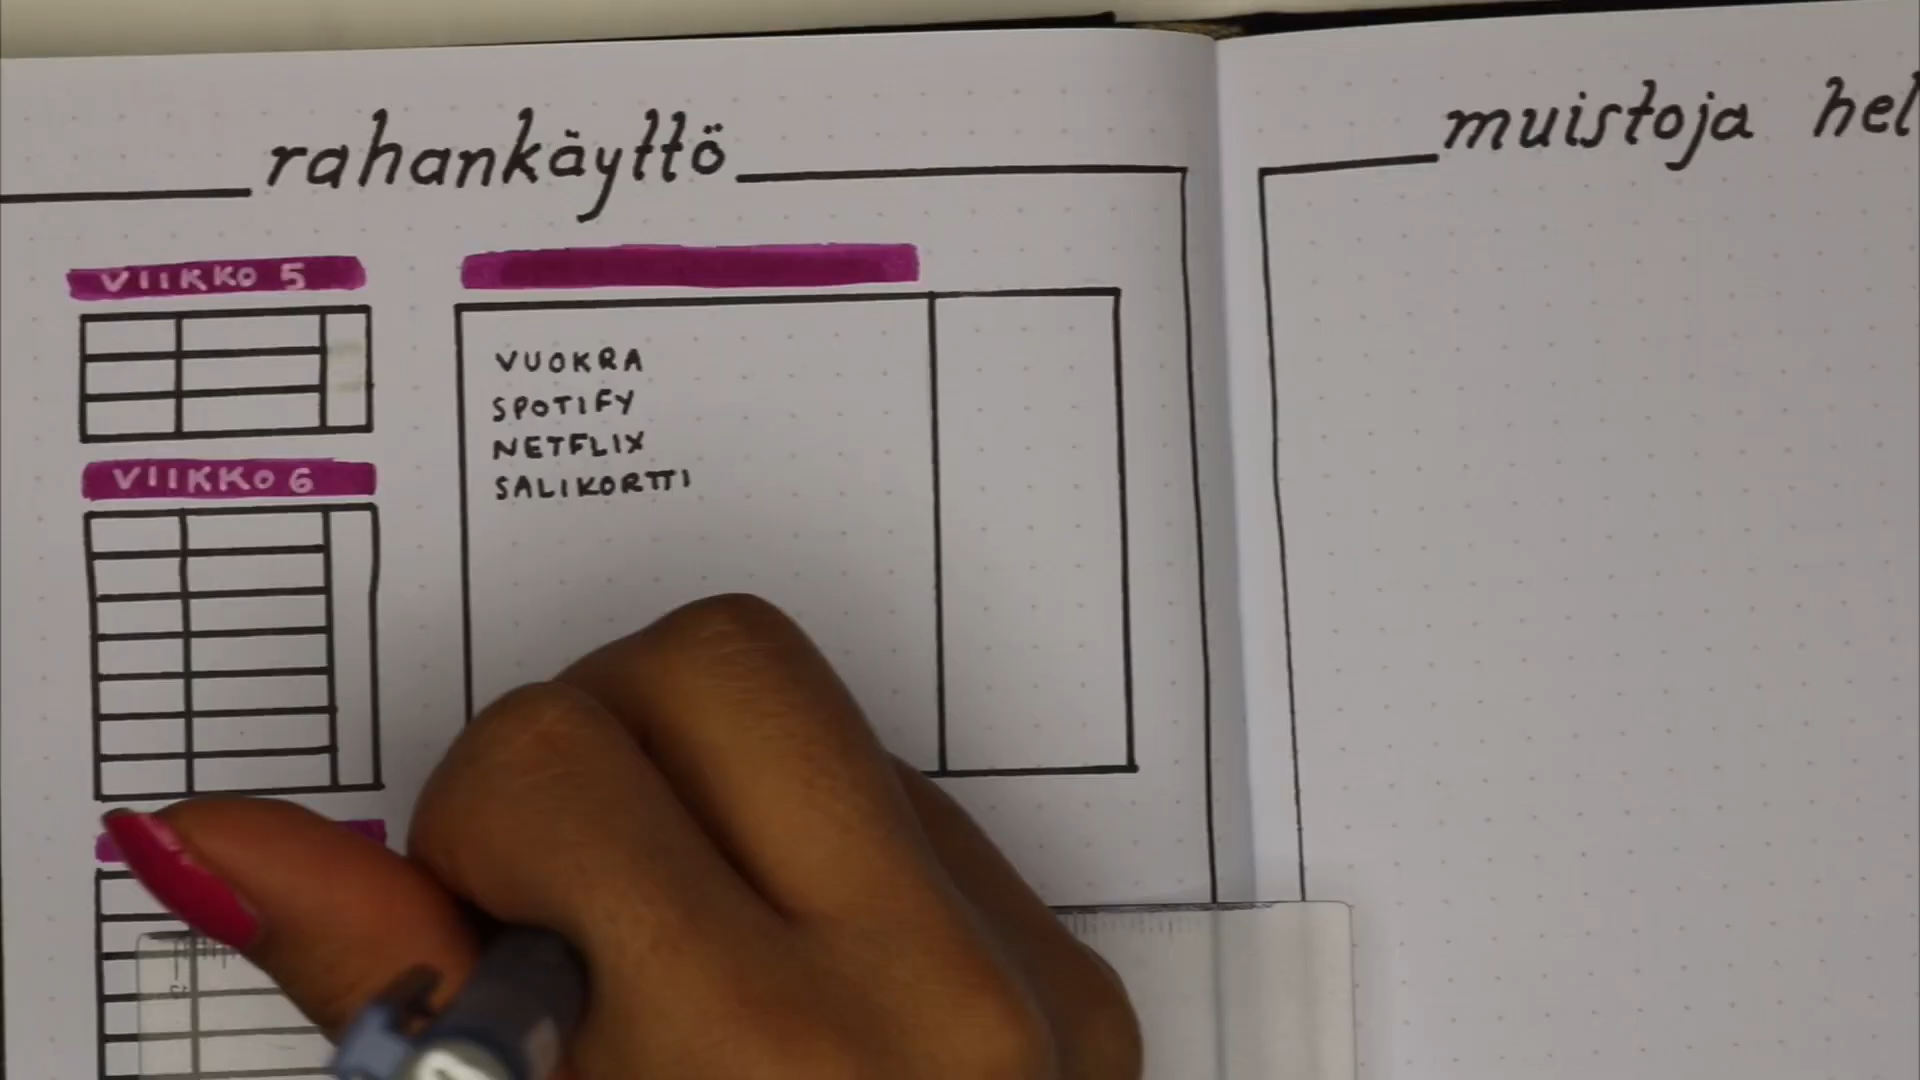 rahankäyttö
VIIKKO 5
VUOKRA
SPOTIFY
NETFLIX
SALIKORTTI
VIIKKO 6
muistoja hel